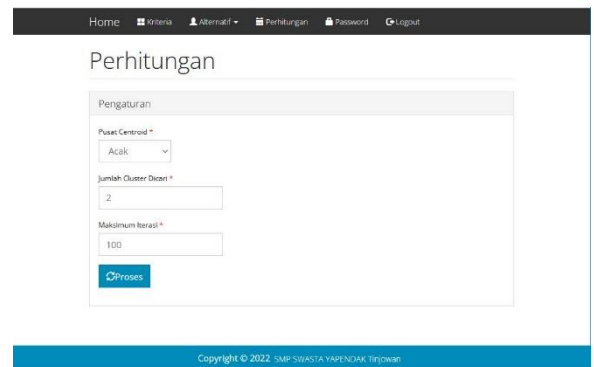 Home Kriteria Alternatif Perhitungan Password Logout
Perhitungan
Pengaturan
Pusat Centroid *
Acak
Jumlah Cluster Dicari *
2
Maksimum Iterasi *
100
Proses
Copyright © 2022 SMP SWASTA YAPENDAK Tinjowan